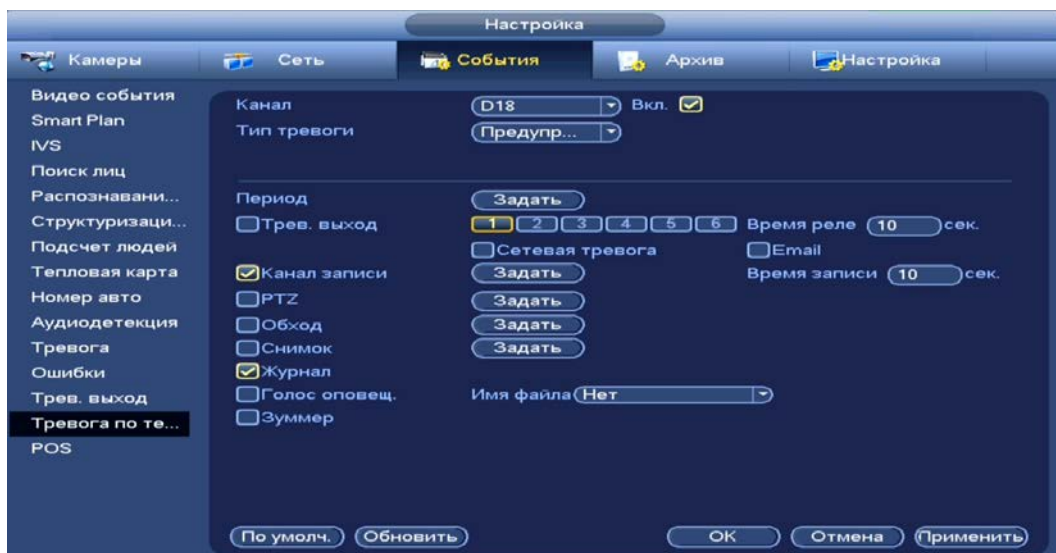 Настройка
Камеры Сеть События Архив Настройка
Видео события
Smart Plan
IVS
Поиск лиц
Распознавани...
Структуризаци...
Подсчет людей
Тепловая карта
Номер авто
Аудиодетекция
Тревога
Ошибки
Трев. выход
Тревога по те...
POS
Канал D18 Вкл.
Тип тревоги Предупр...
Период Задать
Трев. выход 1 2 3 4 5 6 Время реле 10 сек.
Сетевая тревога Email
Канал записи Задать Время записи 10 сек.
PTZ Задать
Обход Задать
Снимок Задать
Журнал
Голос оповещ. Имя файла Нет
Зуммер
По умолч. Обновить OK Отмена Применить